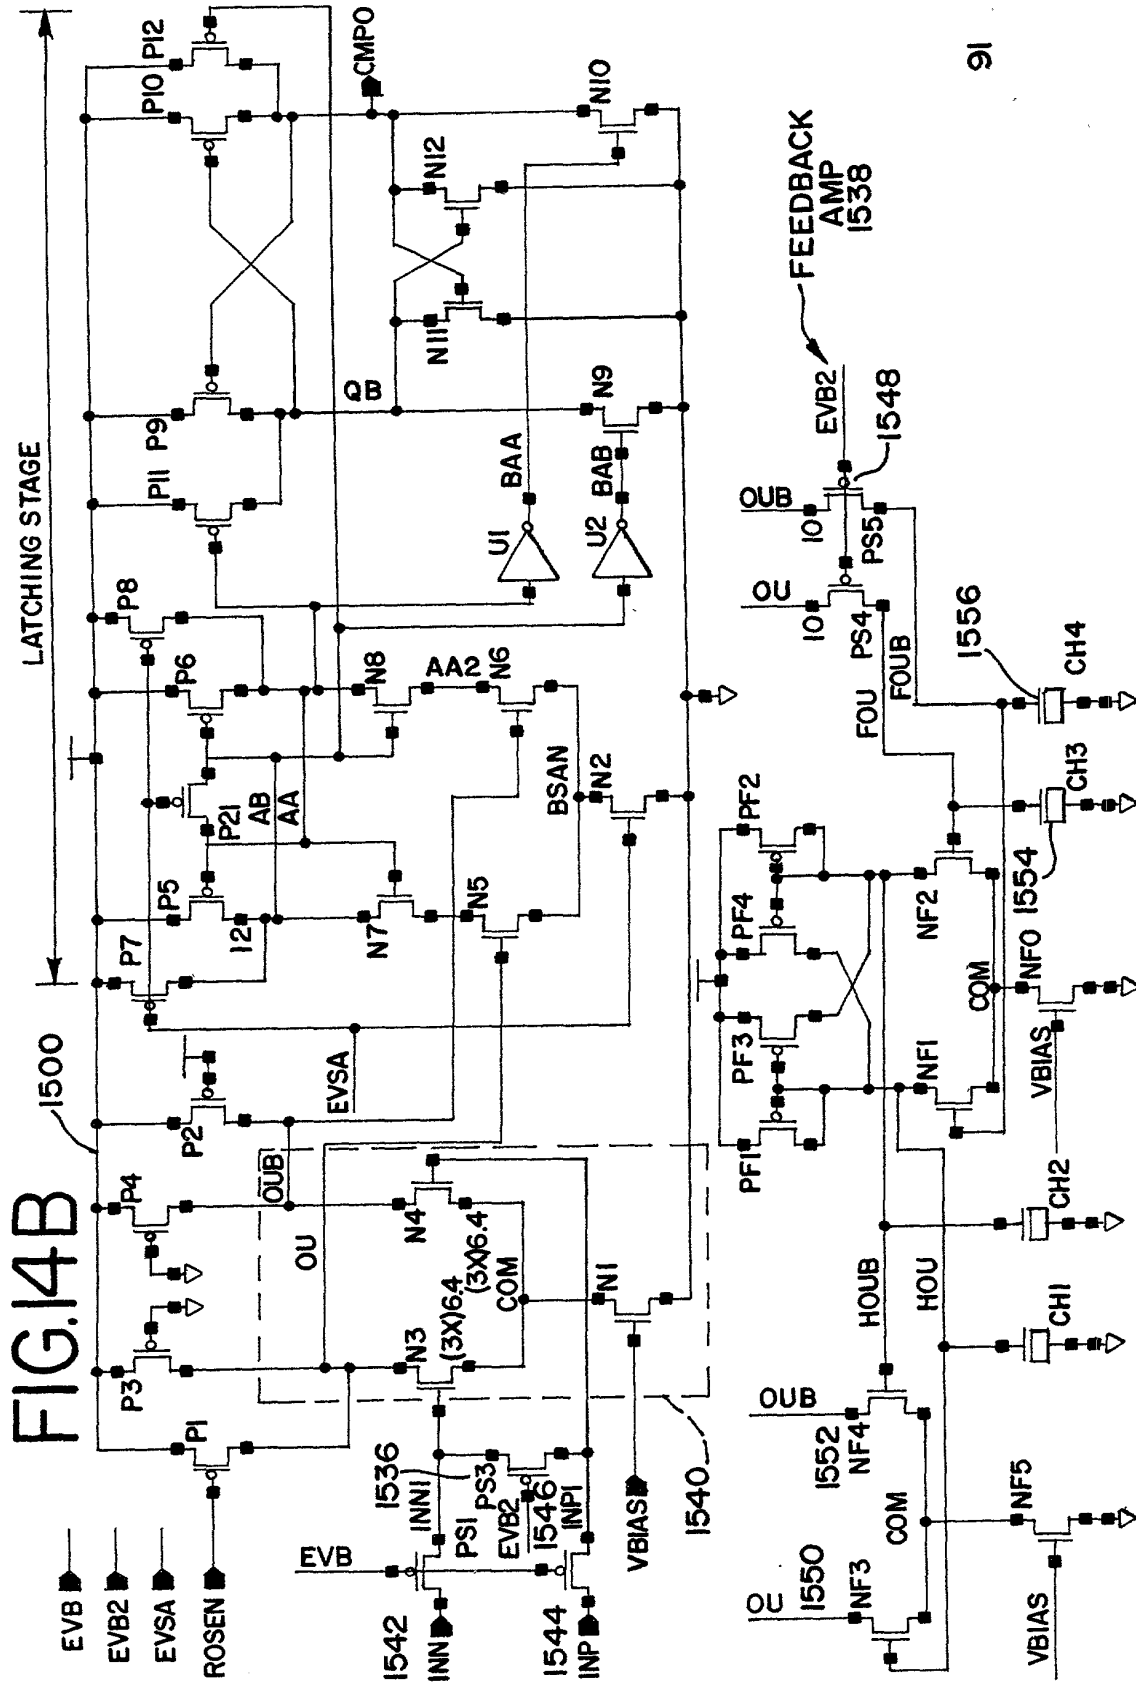 FIG.14B
LATCHING STAGE
1500
EVB
EVB2
EVSA
ROSEN
P1
P3
P4
P2
P7
P5
P21
P6
P8
P11
P9
P10
P12
12
AB
AA
EVSA
OUB
OU
N7
N8
AA2
N5
N6
BSAN
N2
U1
BAA
U2
BAB
QB
N9
N11
N12
N10
CMPO
N3
(3X)6.4
N4
(3X)6.4
COM
N1
1536
INN1
PS1
PS3
EVB2
1546
INP1
EVB
1542
INN
1544
INP
VBIAS
1540
FEEDBACK
AMP
1538
EVB2
1548
OUB
OU
10
10
PS4
PS5
FOU
FOUB
1556
CH4
CH3
1554
PF1
PF3
PF4
PF2
NF1
NF2
COM
NF0
VBIAS
CH2
CH1
HOUB
HOU
OUB
1552
NF4
OU
1550
NF3
COM
NF5
VBIAS
91